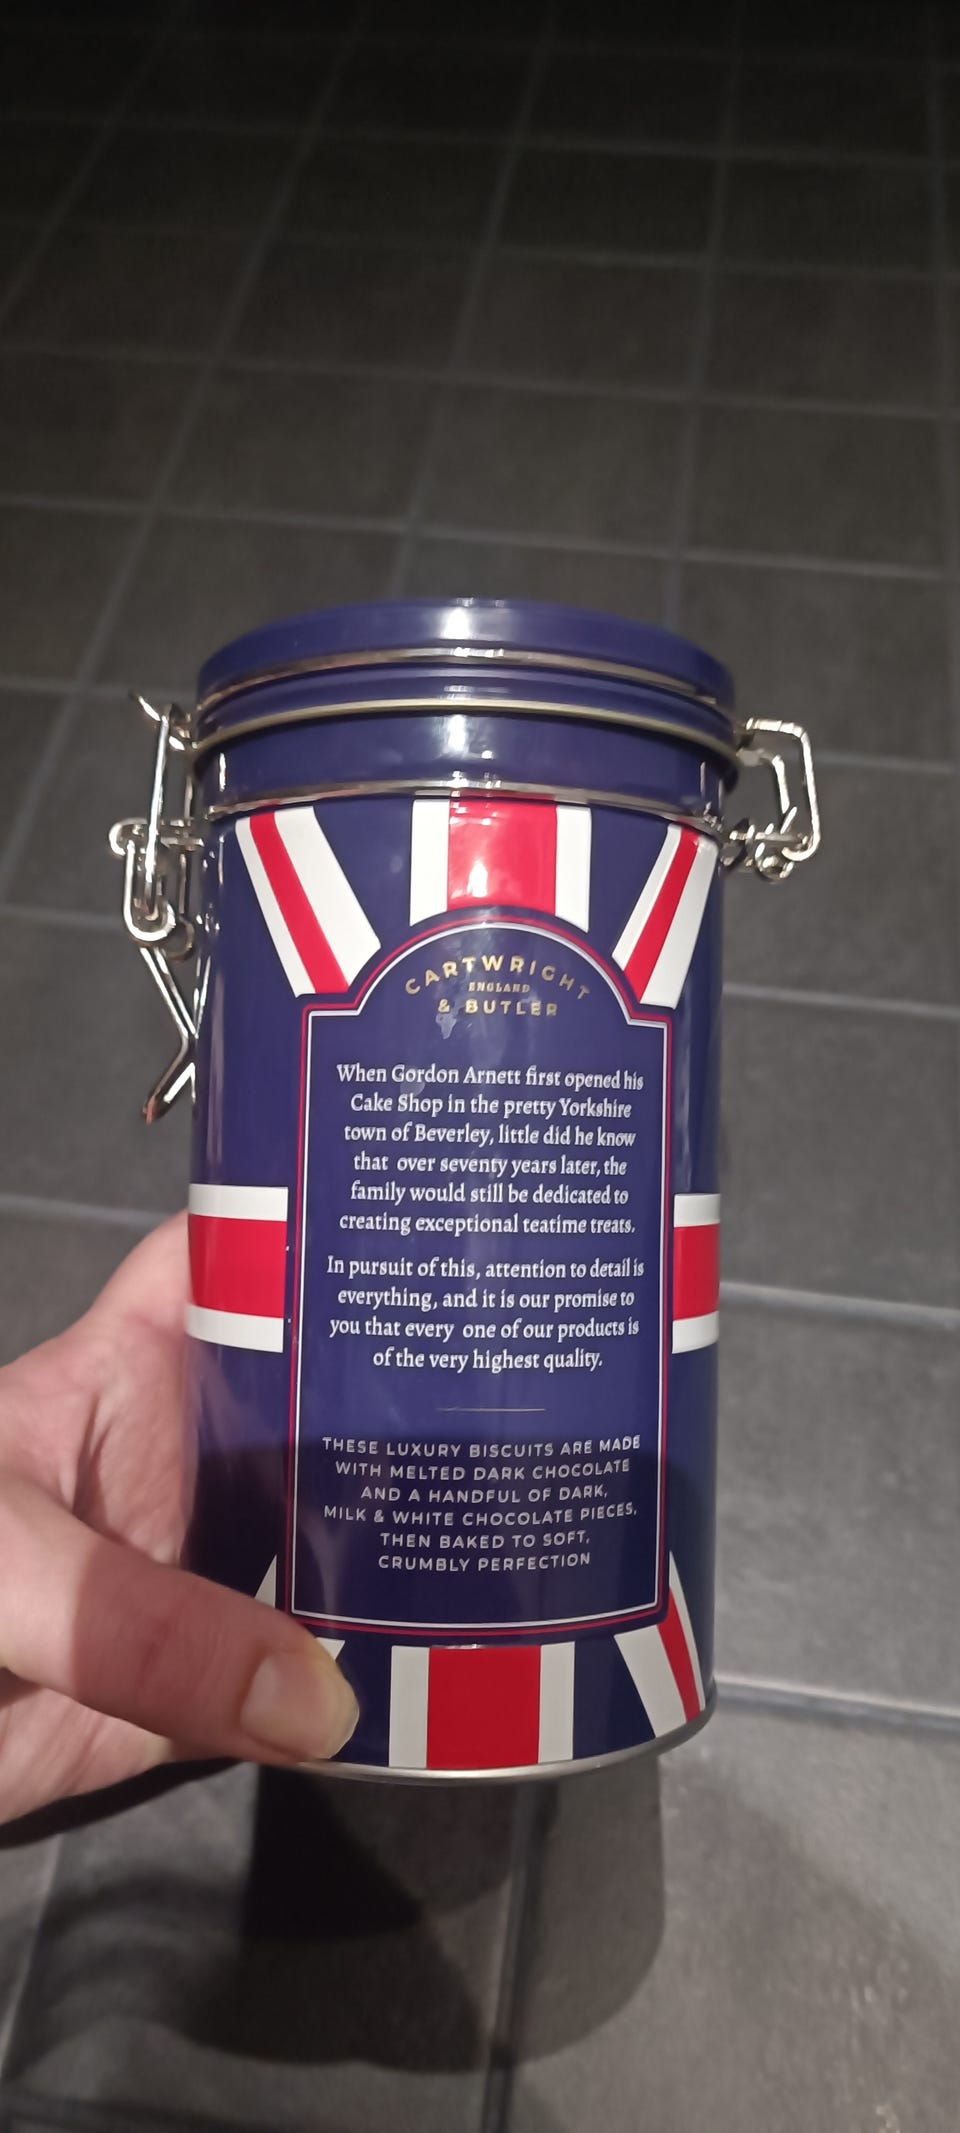 CARTWRIGHT
ENGLAND
& BUTLER
When Gordon Arnett first opened his
Cake Shop in the pretty Yorkshire
town of Beverley, little did he know
that over seventy years later, the
family would still be dedicated to
creating exceptional teatime treats.
In pursuit of this, attention to detail is
everything, and it is our promise to
you that every one of our products is
of the very highest quality.
THESE LUXURY BISCUITS ARE MADE
WITH MELTED DARK CHOCOLATE
AND A HANDFUL OF DARK,
MILK & WHITE CHOCOLATE PIECES,
THEN BAKED TO SOFT,
CRUMBLY PERFECTION